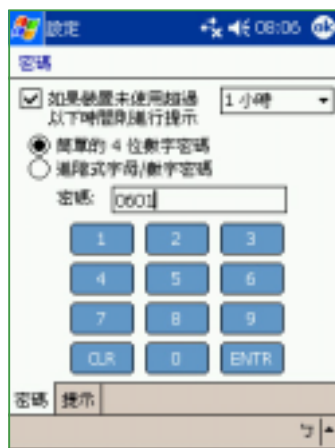 設定 08:06 ok
密碼
如果裝置未使用超過 1 小時
以下時間則進行提示
簡單的 4 位數字密碼
進階式字母/數字密碼
密碼: 0601
1 2 3
4 5 6
7 8 9
CLR 0 ENTR
密碼 提示
ㄅ